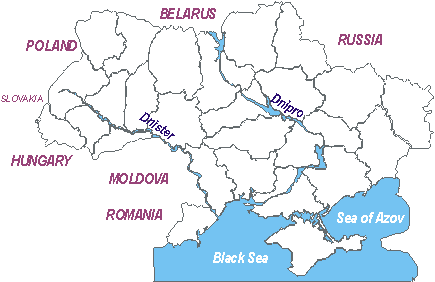 BELARUS
RUSSIA
POLAND
SLOVAKIA
Dnipro
Dnister
HUNGARY
MOLDOVA
ROMANIA
Sea of Azov
Black Sea